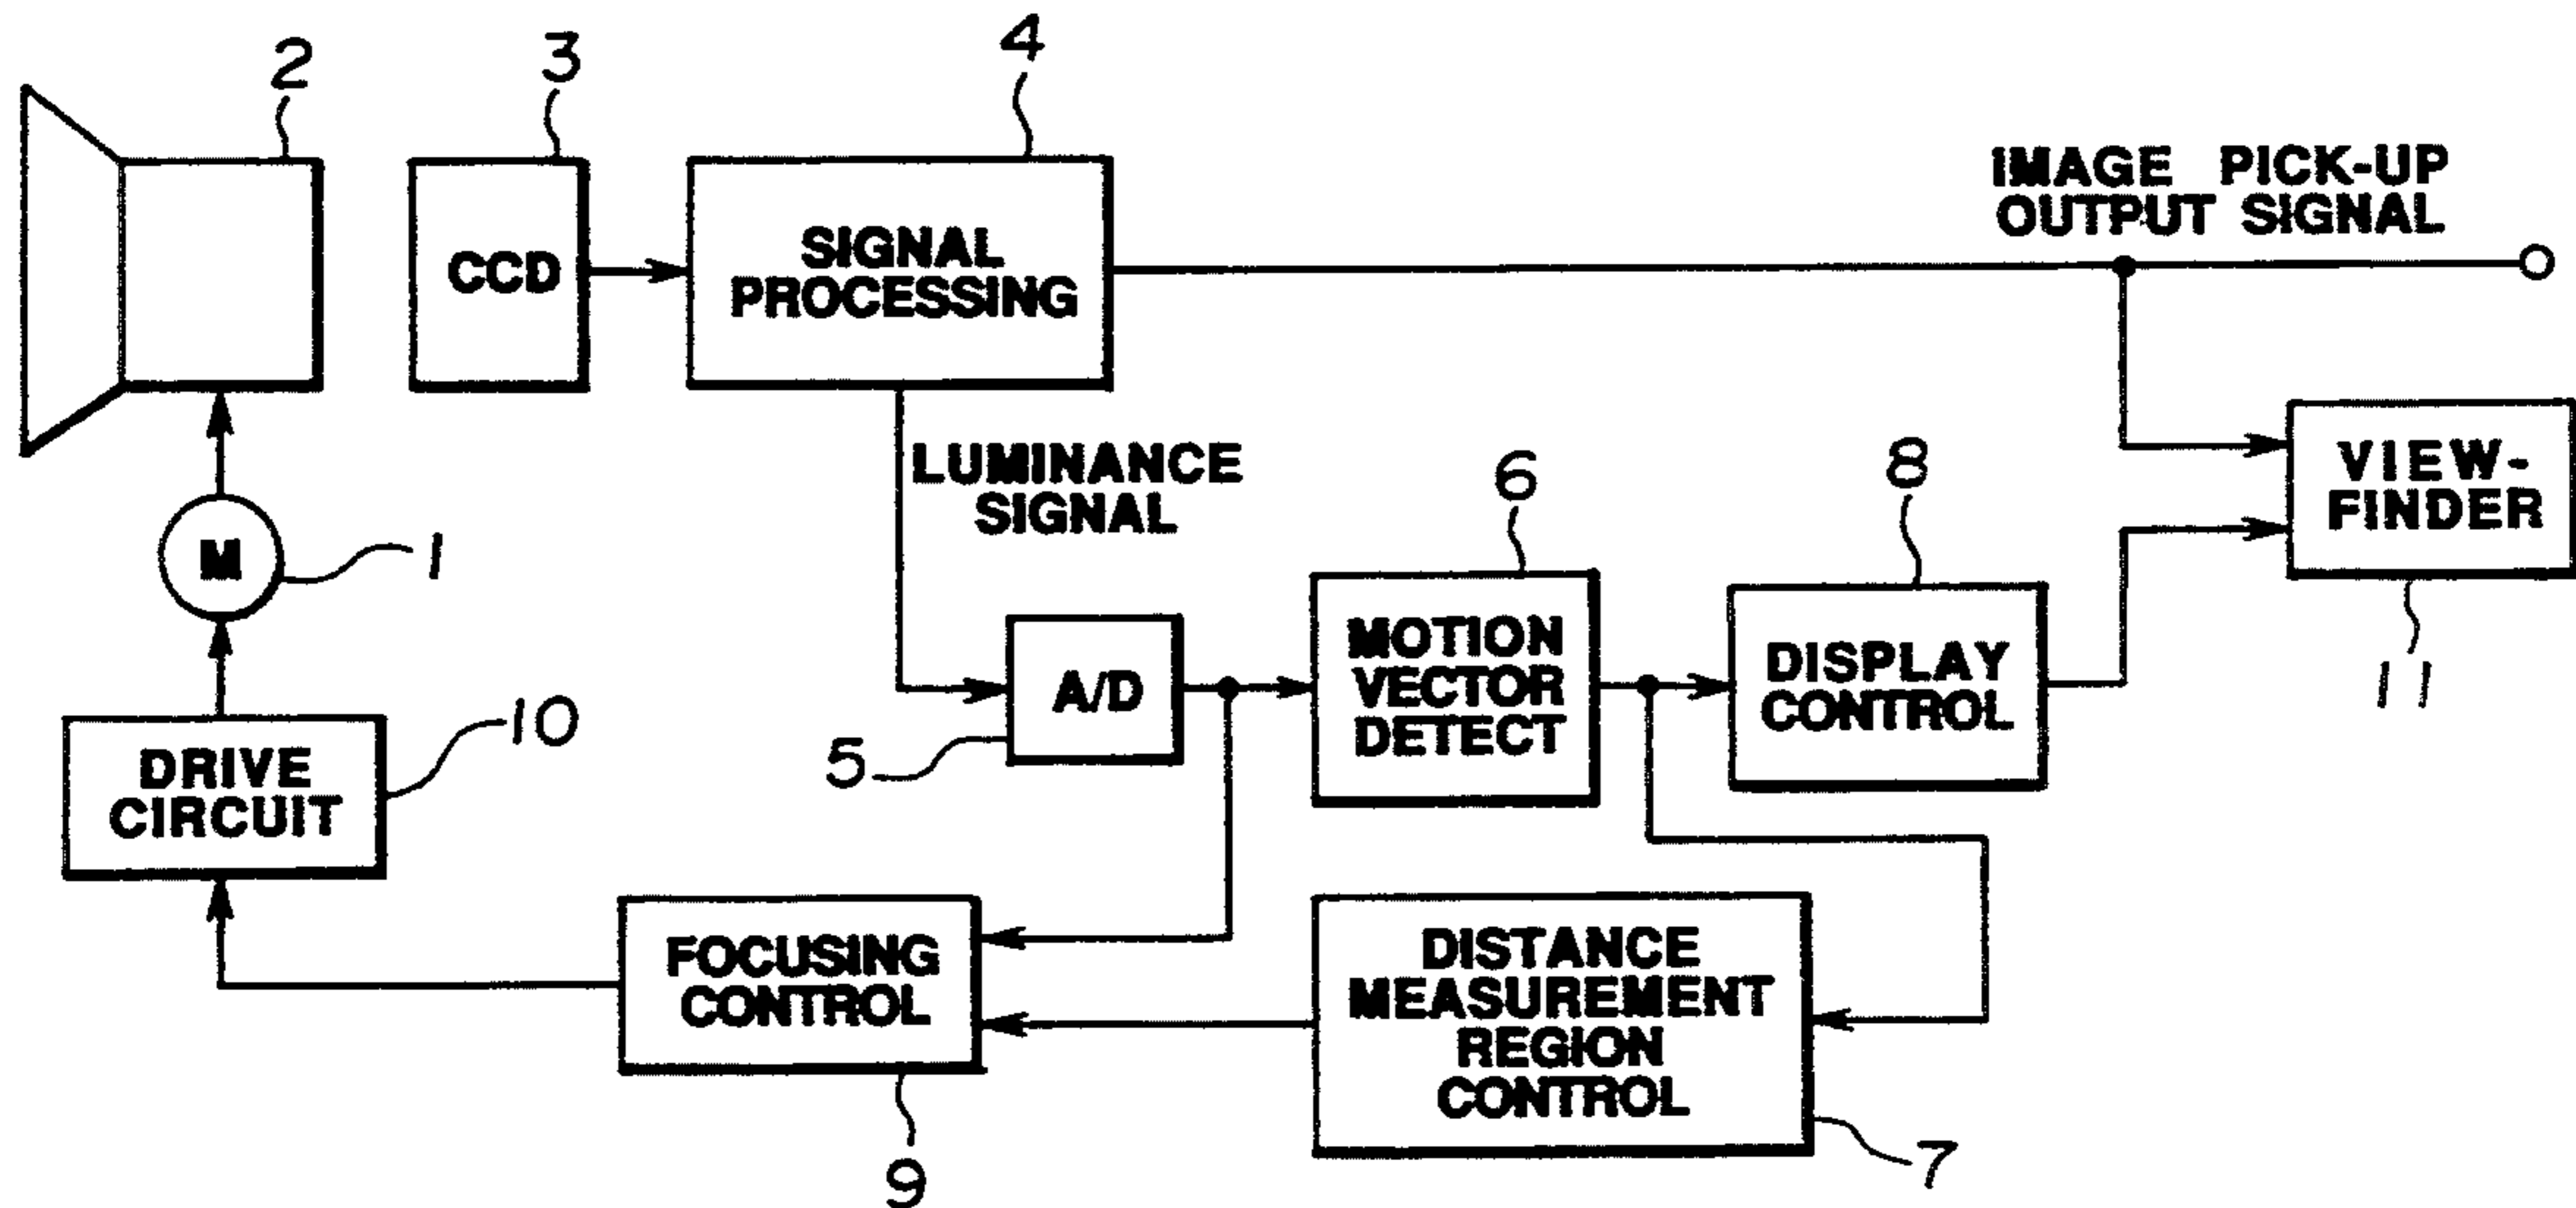 2
3
4
CCD
SIGNAL
PROCESSING
IMAGE PICK-UP
OUTPUT SIGNAL
LUMINANCE
SIGNAL
M
1
6
8
VIEW-
FINDER
11
A/D
5
MOTION
VECTOR
DETECT
DISPLAY
CONTROL
DRIVE
CIRCUIT
10
FOCUSING
CONTROL
9
DISTANCE
MEASUREMENT
REGION
CONTROL
7